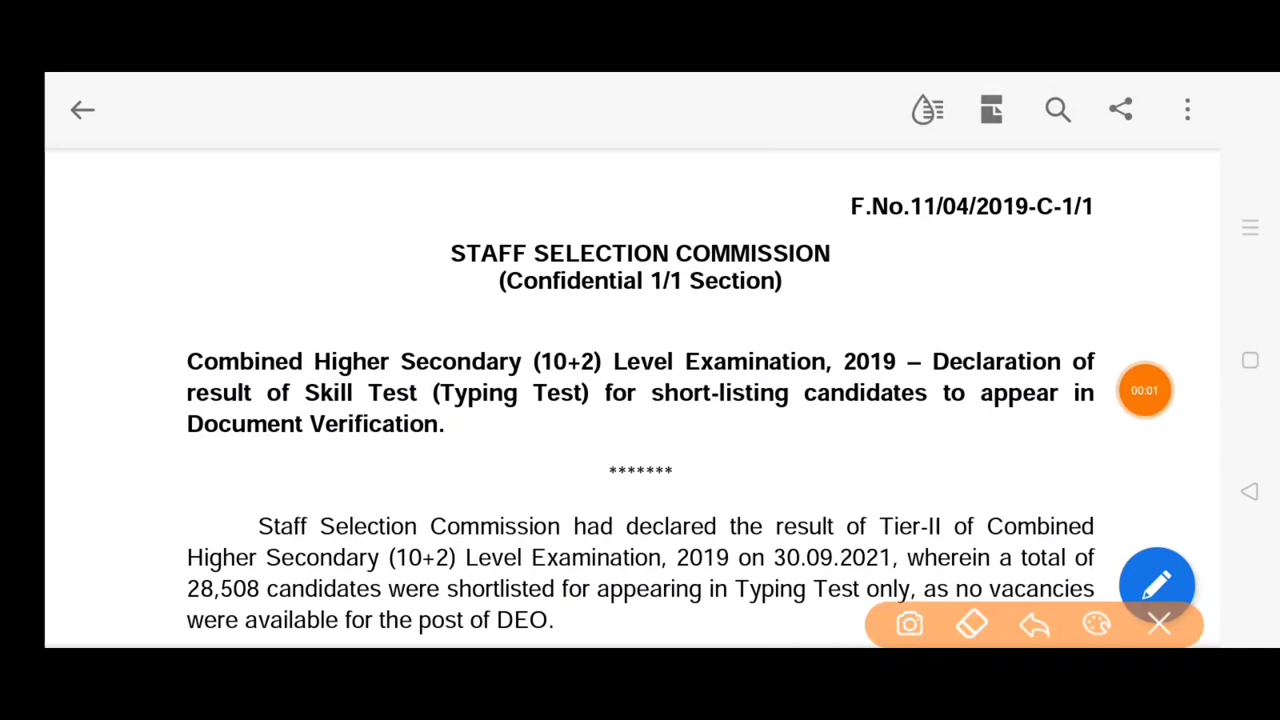 F.No.11/04/2019-C-1/1
STAFF SELECTION COMMISSION
(Confidential 1/1 Section)
Combined Higher Secondary (10+2) Level Examination, 2019 – Declaration of
result of Skill Test (Typing Test) for short-listing candidates to appear in
Document Verification.
*******
00:01
Staff Selection Commission had declared the result of Tier-II of Combined
Higher Secondary (10+2) Level Examination, 2019 on 30.09.2021, wherein a total of
28,508 candidates were shortlisted for appearing in Typing Test only, as no vacancies
were available for the post of DEO.